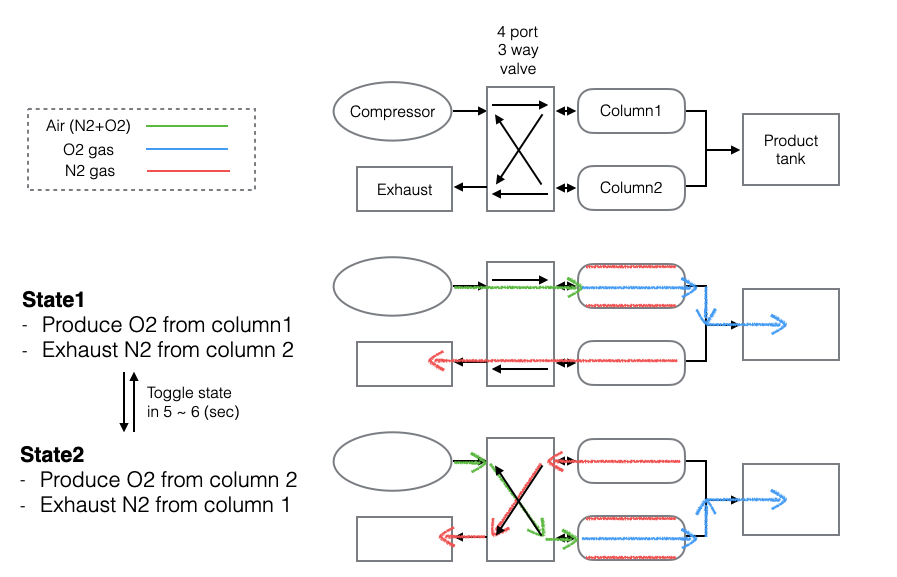 4 port
3 way
valve
Compressor
Column1
Product
tank
Exhaust
Column2
Air (N2+O2)
O2 gas
N2 gas
State1
- Produce O2 from column1
- Exhaust N2 from column 2
Toggle state
in 5 ~ 6 (sec)
State2
- Produce O2 from column 2
- Exhaust N2 from column 1